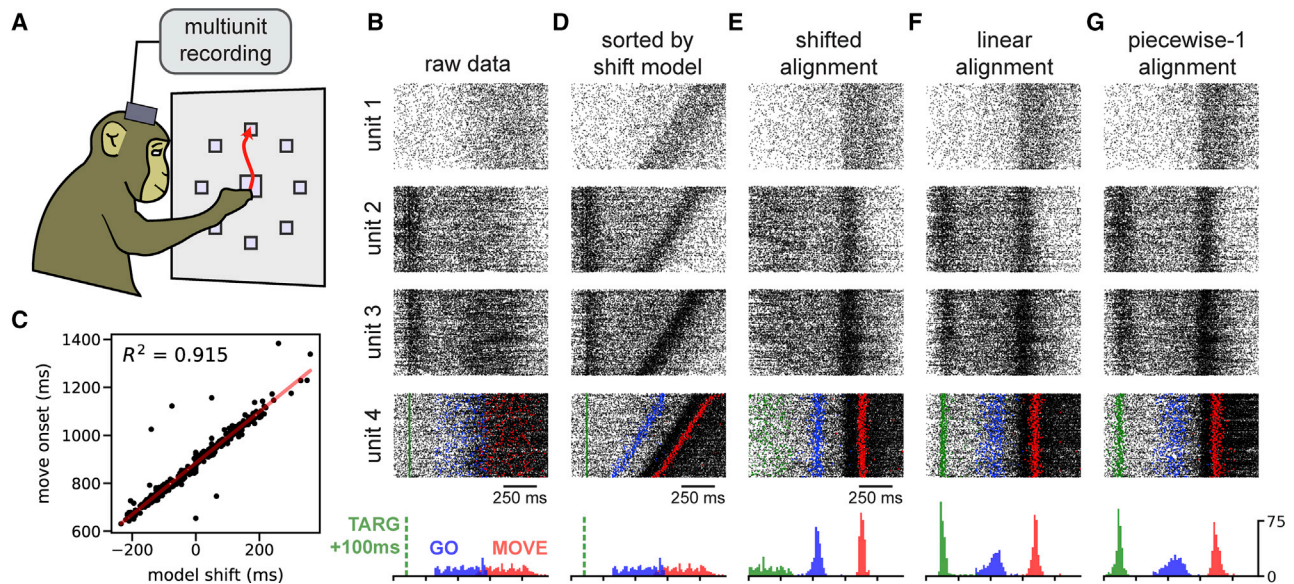 A
multiunit
recording
B
raw data
D
sorted by
shift model
E
shifted
alignment
F
linear
alignment
G
piecewise-1
alignment
unit 1
unit 2
unit 3
unit 4
250 ms
250 ms
250 ms
C
R² = 0.915
1400
1200
1000
800
600
move onset (ms)
−200
0
200
model shift (ms)
TARG
+100ms
GO
MOVE
75
0